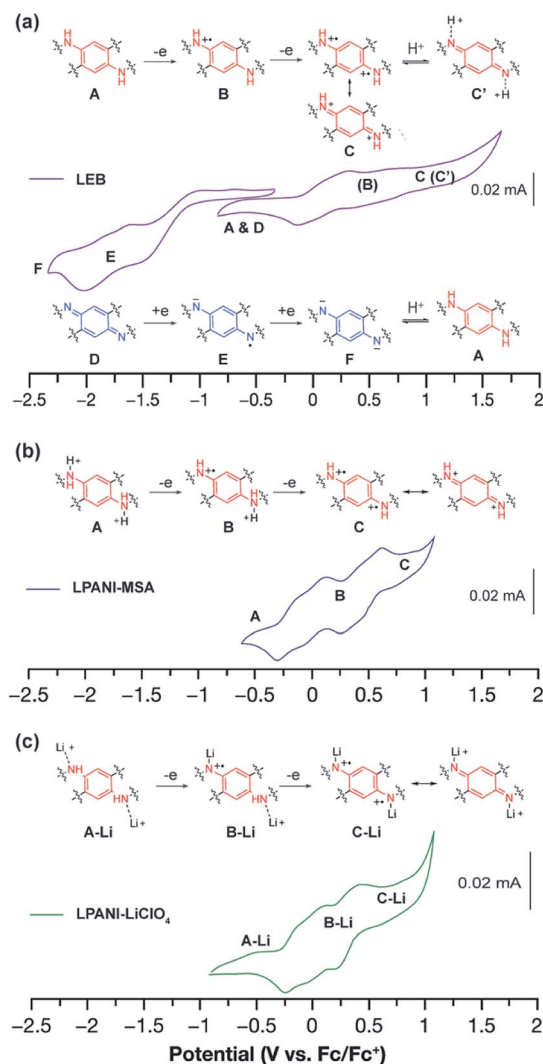 (a)
H N +• H N +• H+
-e -e H+ N
N H N H +• N H N +H
A B C'
H N +
+ N H
C
LEB
(B) C (C') 0.02 mA
A & D
F E
N N − N − H N
+e +e H+
N N • N − N H
D E F A
−2.5 −2 −1.5 −1 −0.5 0 0.5 1 1.5 2
(b)
H+ N H H N +• H N +• H N +
-e -e
H N +H H N +H +• N H + N H
A B C
A B C 0.02 mA
LPANI-MSA
−2.5 −2 −1.5 −1 −0.5 0 0.5 1 1.5 2
(c)
Li + NH Li N +• Li N +• Li N +
-e -e
HN Li + HN Li + +• N Li N + Li
A-Li B-Li C-Li
C-Li 0.02 mA
B-Li
LPANI-LiClO₄ A-Li
−2.5 −2 −1.5 −1 −0.5 0 0.5 1 1.5 2
Potential (V vs. Fc/Fc⁺)